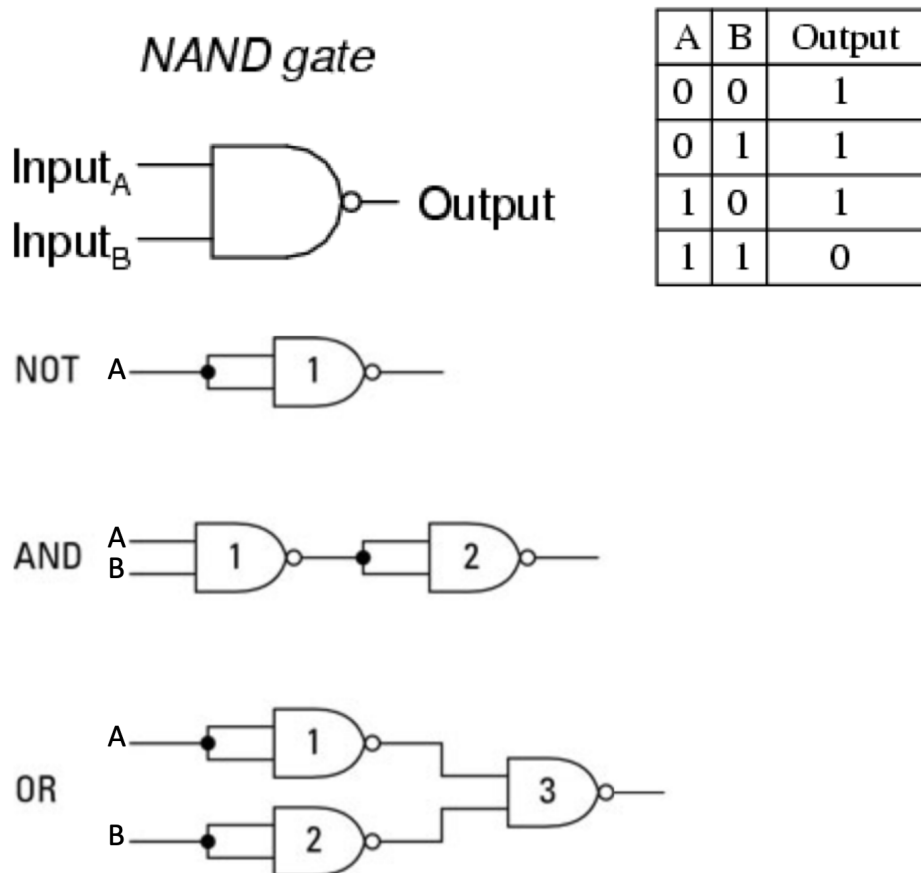 NAND gate
Input_A
Input_B
Output
A B Output
0 0 1
0 1 1
1 0 1
1 1 0
NOT A 1
AND A B 1 2
OR A 1
B 2
3